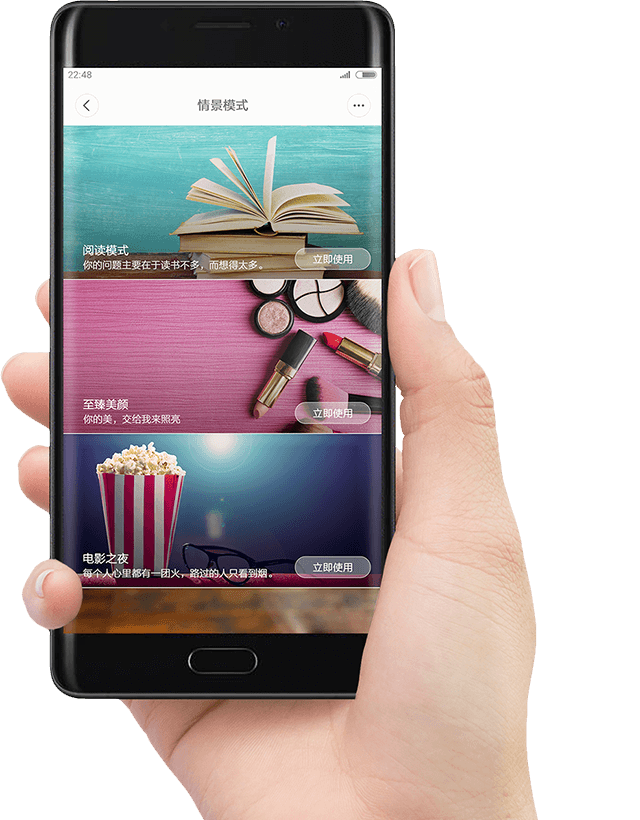 22:48
情景模式
阅读模式
你的问题主要在于读书不多，而想得太多。
立即使用
至臻美颜
你的美，交给我来照亮
立即使用
电影之夜
每个人心里都有一团火，路过的人只看到烟。
立即使用